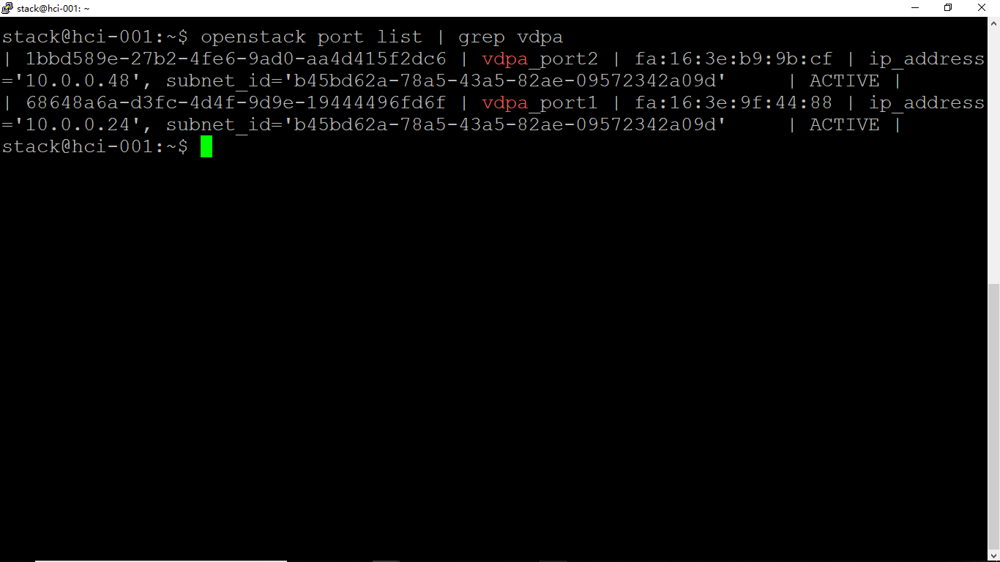 stack@hci-001: ~
stack@hci-001:~$ openstack port list | grep vdpa
| 1bbd589e-27b2-4fe6-9ad0-aa4d415f2dc6 | vdpa_port2 | fa:16:3e:b9:9b:cf | ip_address
='10.0.0.48', subnet_id='b45bd62a-78a5-43a5-82ae-09572342a09d'     | ACTIVE |
| 68648a6a-d3fc-4d4f-9d9e-19444496fd6f | vdpa_port1 | fa:16:3e:9f:44:88 | ip_address
='10.0.0.24', subnet_id='b45bd62a-78a5-43a5-82ae-09572342a09d'     | ACTIVE |
stack@hci-001:~$